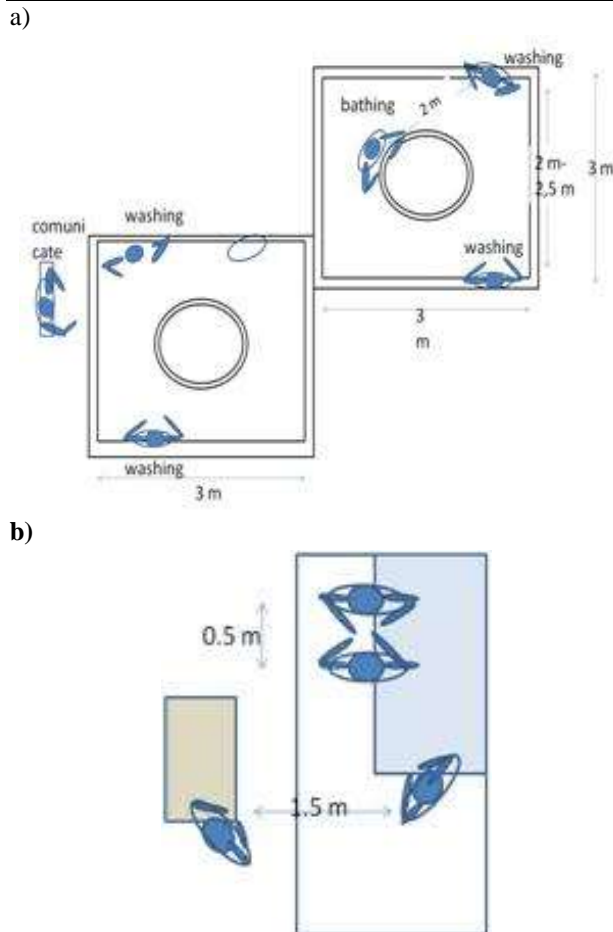 a)
washing
bathing
2 m
2 m-
2,5 m
3 m
washing
comuni
cate
washing
3
m
washing
3 m
b)
0.5 m
1.5 m